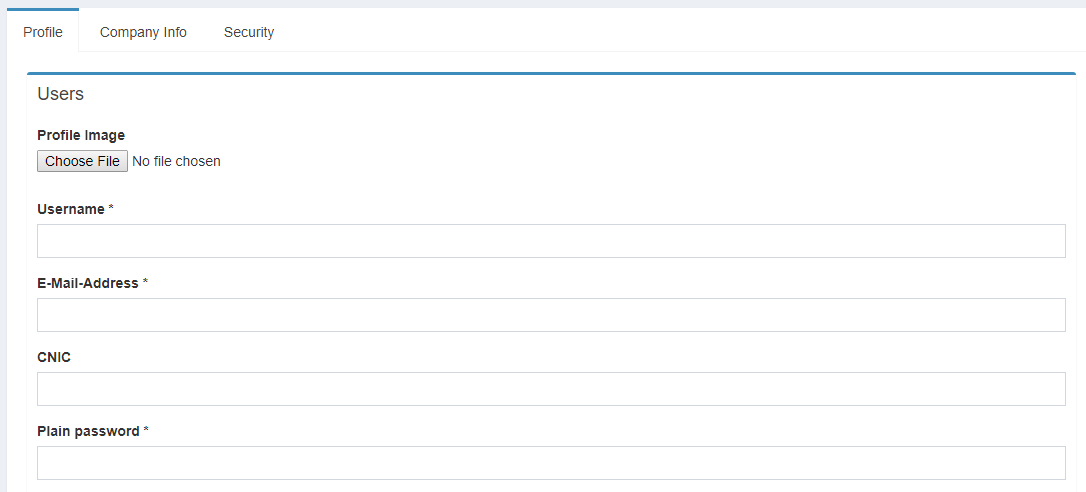 Profile Company Info Security
Users
Profile Image
Choose File No file chosen
Username *
E-Mail-Address *
CNIC
Plain password *